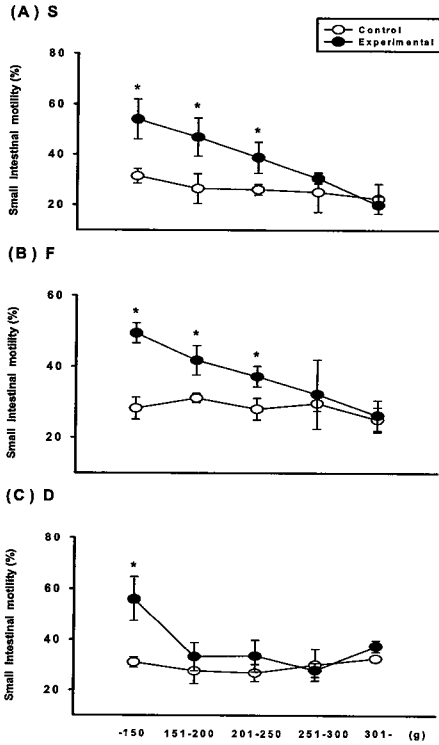 (A) S
Control
Experimental
Small Intestinal motility (%)
80
60
40
20
*
*
*
(B) F
Small Intestinal motility (%)
60
40
20
*
*
*
(C) D
Small Intestinal motility (%)
80
60
40
20
*
-150 151-200 201-250 251-300 301- (g)